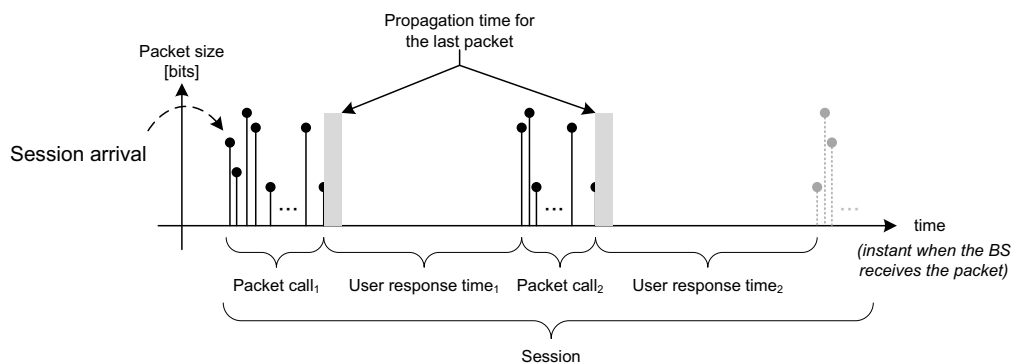 Propagation time for
the last packet
Packet size
[bits]
Session arrival
...
...
...
time
(instant when the BS
receives the packet)
Packet call₁
User response time₁
Packet call₂
User response time₂
Session